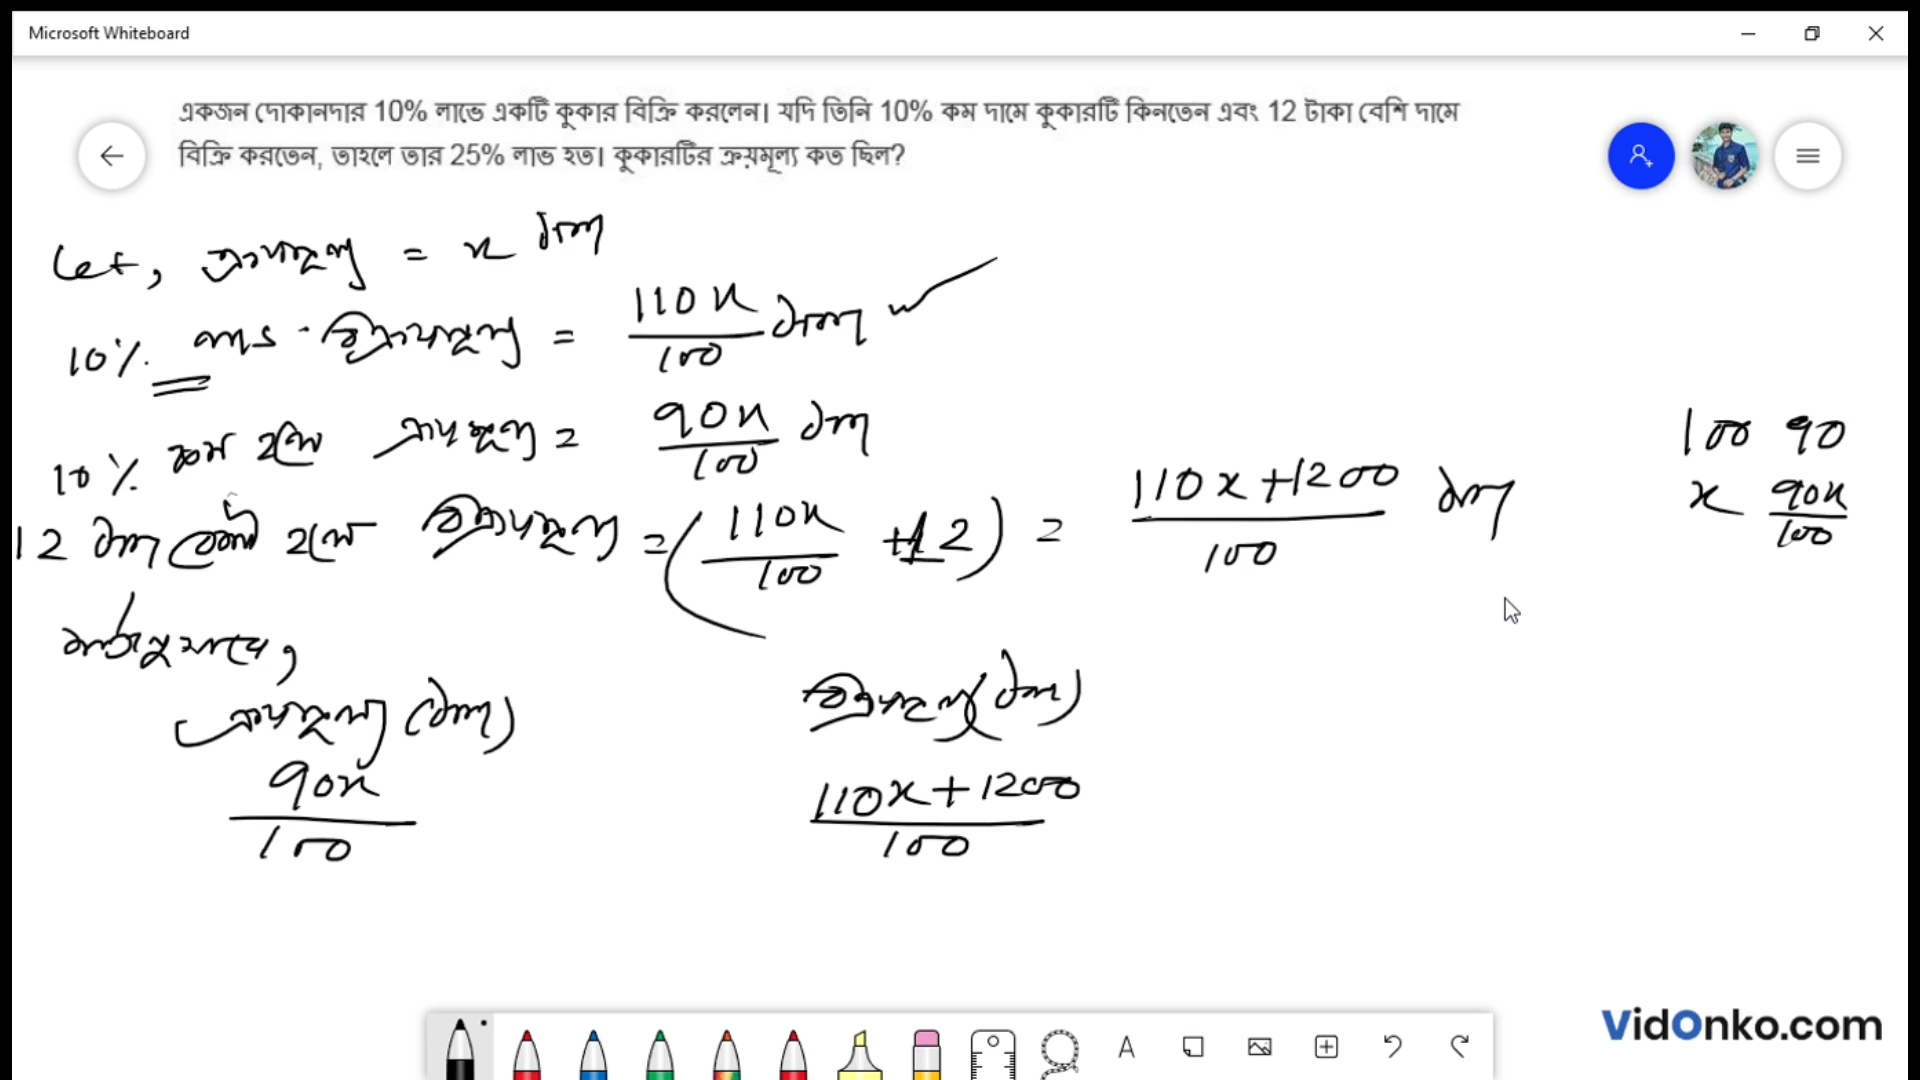 Microsoft Whiteboard
একজন দোকানদার 10% লাভে একটি কুকার বিক্রি করলেন। যদি তিনি 10% কম দামে কুকারটি কিনতেন এবং 12 টাকা বেশি দামে
বিক্রি করতেন, তাহলে তার 25% লাভ হত। কুকারটির ক্রয়মূল্য কত ছিল?
Let, ক্রয়মূল্য = x টাকা
10% লাভে বিক্রয়মূল্য = 110x/100 টাকা
10% কম হলে ক্রয়মূল্য = 90x/100 টাকা
12 টাকা বেশি হলে বিক্রয়মূল্য = (110x/100 + 12) = 110x+1200/100 টাকা
100 90
x 90x/100
শর্তানুসারে,
ক্রয়মূল্য (টাকা) বিক্রয়মূল্য (টাকা)
90x/100 110x+1200/100
A
VidOnko.com